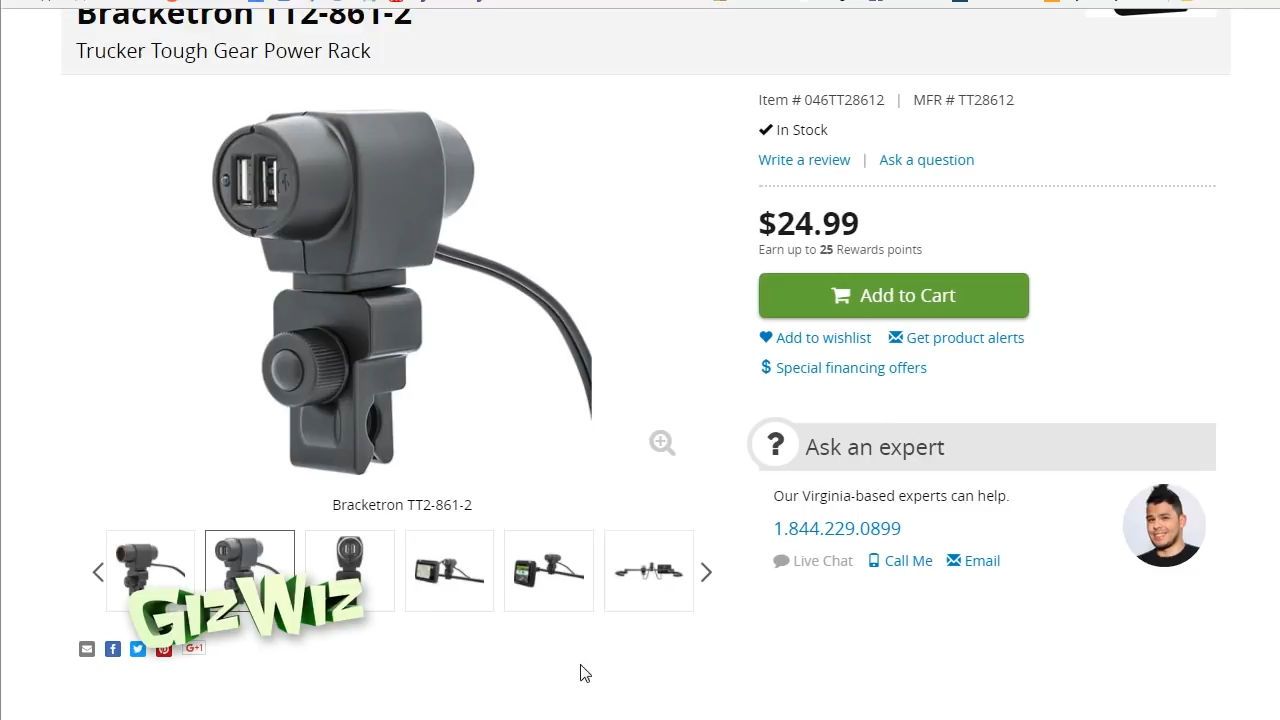 Bracketron TT2-861-2
Trucker Tough Gear Power Rack
Item # 046TT28612 | MFR # TT28612
In Stock
Write a review | Ask a question
$24.99
Earn up to 25 Rewards points
Add to Cart
Add to wishlist Get product alerts
$ Special financing offers
? Ask an expert
Our Virginia-based experts can help.
1.844.229.0899
Live Chat Call Me Email
Bracketron TT2-861-2
GizWiz
G+1